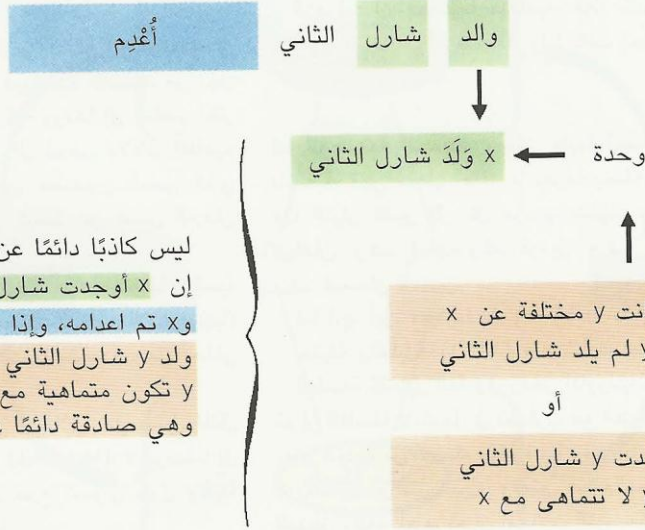 والد شارل الثاني أُعْدِم
وحدة x وَلَدَ شارل الثاني
ليس كاذبًا دائمًا عن
إن x أوجدت شارل
وx تم اعدامه، وإذا
ولد y شارل الثاني
y تكون متماهية مع
وهي صادقة دائمًا
نت y مختلفة عن x
y لم يلد شارل الثاني
أو
دت y شارل الثاني
y لا تتماهى مع x